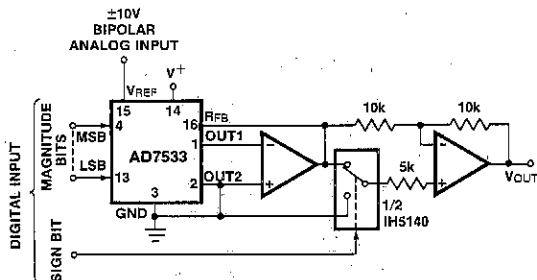 ±10V
BIPOLAR
ANALOG INPUT
VREF
V+
15
14
RFB
16
10k
10k
DIGITAL INPUT
MAGNITUDE
BITS
MSB
4
LSB
13
AD7533
1
OUT1
2
OUT2
3
GND
-
+
5k
-
+
VOUT
1/2
IH5140
SIGN BIT